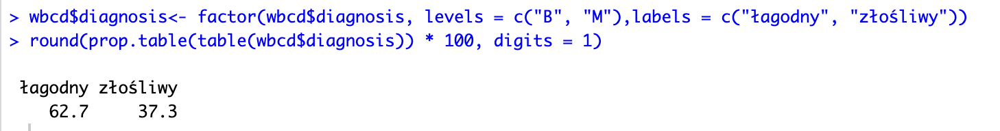 > wbcd$diagnosis<- factor(wbcd$diagnosis, levels = c("B", "M"),labels = c("łagodny", "złośliwy"))
> round(prop.table(table(wbcd$diagnosis)) * 100, digits = 1)
łagodny złośliwy
62.7 37.3